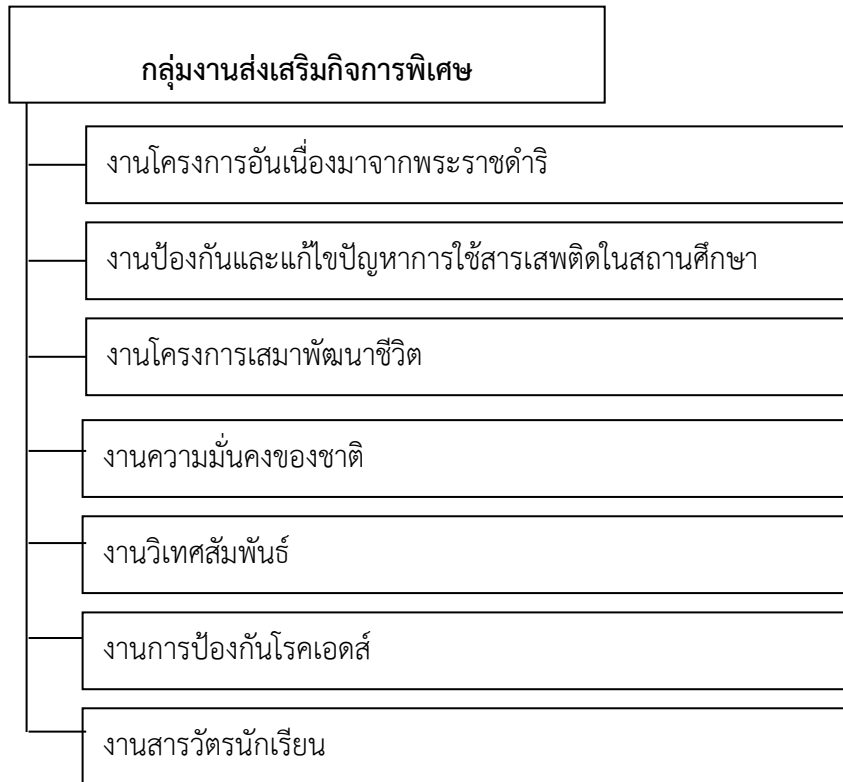 กลุ่มงานส่งเสริมกิจการพิเศษ
งานโครงการอันเนื่องมาจากพระราชดำริ
งานป้องกันและแก้ไขปัญหาการใช้สารเสพติดในสถานศึกษา
งานโครงการเสมาพัฒนาชีวิต
งานความมั่นคงของชาติ
งานวิเทศสัมพันธ์
งานการป้องกันโรคเอดส์
งานสารวัตรนักเรียน